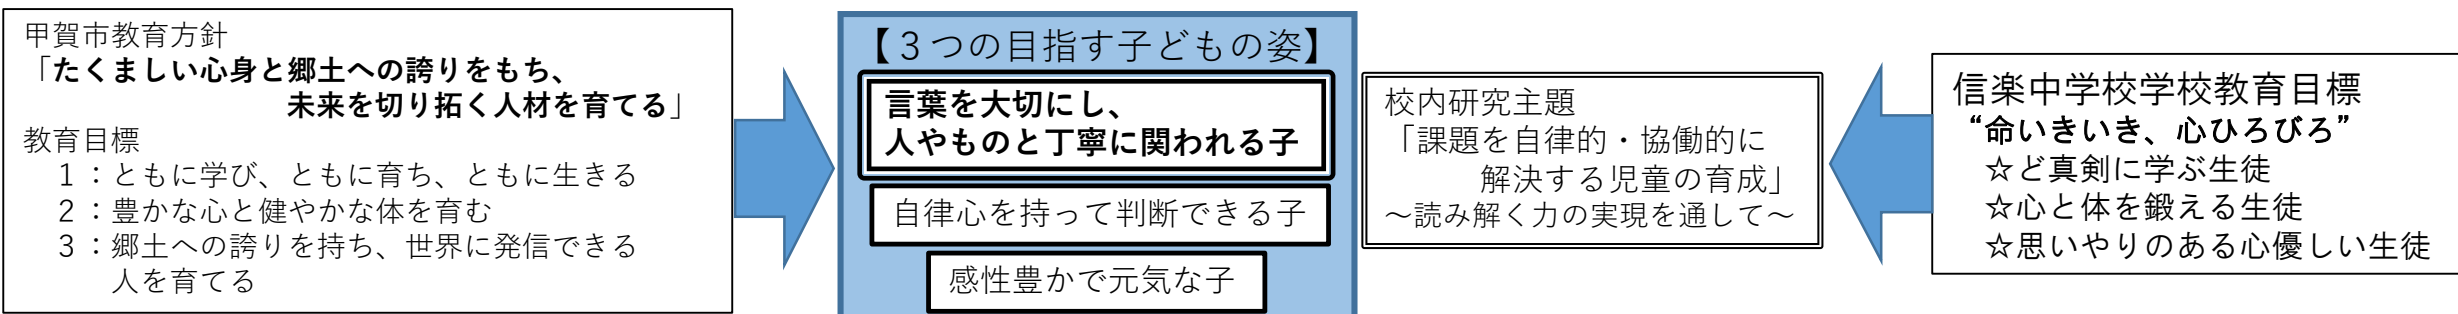 甲賀市教育方針
「たくましい心身と郷土への誇りをもち、
未来を切り拓く人材を育てる」
教育目標
１：ともに学び、ともに育ち、ともに生きる
２：豊かな心と健やかな体を育む
３：郷土への誇りを持ち、世界に発信できる
人を育てる
【３つの目指す子どもの姿】
言葉を大切にし、
人やものと丁寧に関われる子
自律心を持って判断できる子
感性豊かで元気な子
校内研究主題
「課題を自律的・協働的に
解決する児童の育成」
～読み解く力の実現を通して～
信楽中学校学校教育目標
“命いきいき、心ひろびろ”
☆ど真剣に学ぶ生徒
☆心と体を鍛える生徒
☆思いやりのある心優しい生徒